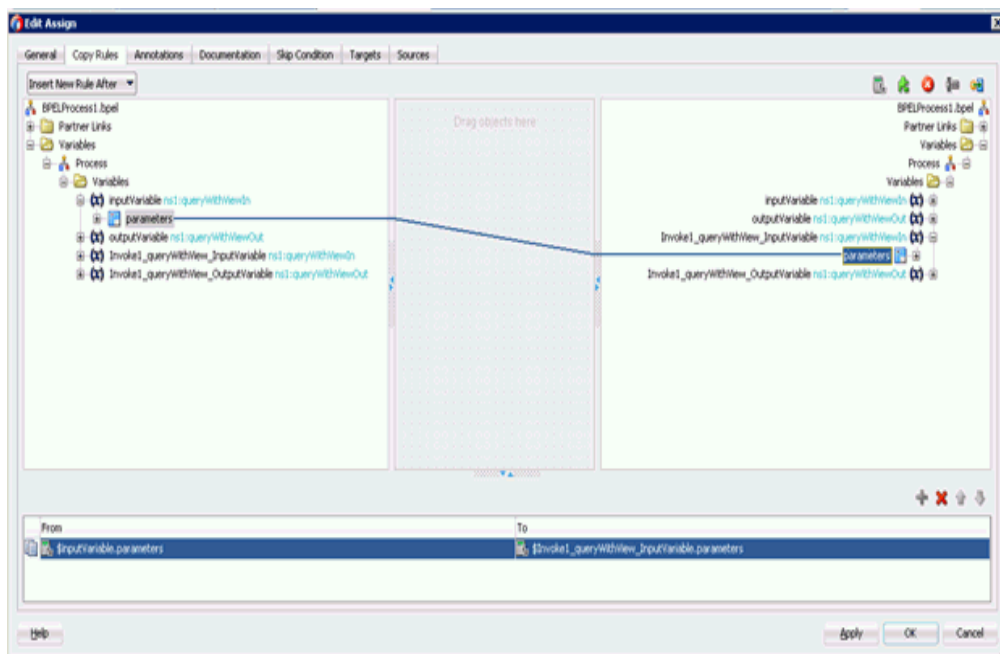 Edit Assign
General Copy Rules Annotations Documentation Skip Condition Targets Sources
Insert New Rule After
BPELProcess1.bpel
Partner Links
Variables
Process
Variables
inputVariable ns1:queryWithViewIn
parameters
outputVariable ns1:queryWithViewOut
Invoke1_queryWithView_InputVariable ns1:queryWithViewIn
Invoke1_queryWithView_OutputVariable ns1:queryWithViewOut
Drag objects here
BPELProcess1.bpel
Partner Links
Variables
Process
Variables
inputVariable ns1:queryWithViewIn
outputVariable ns1:queryWithViewOut
Invoke1_queryWithView_InputVariable ns1:queryWithViewIn
parameters
Invoke1_queryWithView_OutputVariable ns1:queryWithViewOut
From To
$inputVariable.parameters $Invoke1_queryWithView_InputVariable.parameters
Help Apply OK Cancel